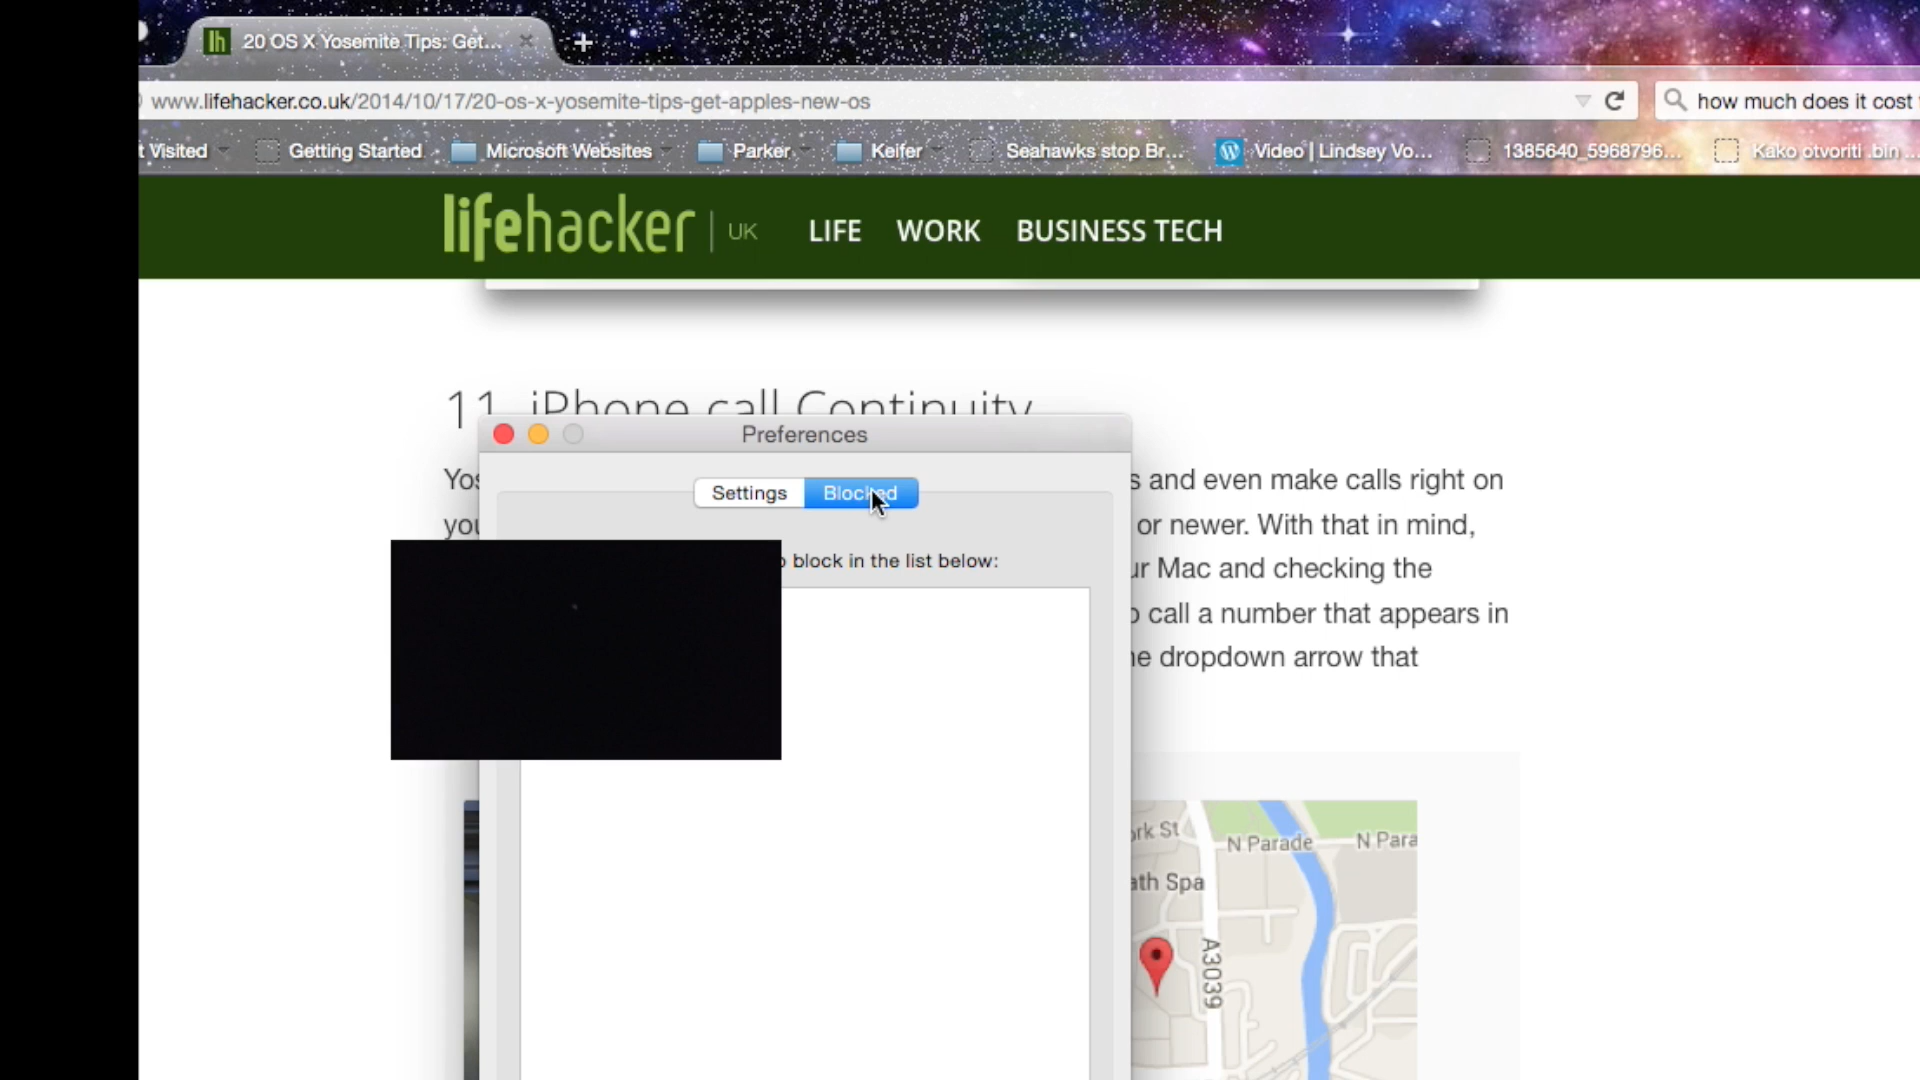 20 OS X Yosemite Tips: Get...
www.lifehacker.co.uk/2014/10/17/20-os-x-yosemite-tips-get-apples-new-os
how much does it cost
t Visited Getting Started Microsoft Websites Parker Keifer Seahawks stop Br... Video | Lindsey Vo... 1385640_5968796... Kako otvoriti .bin ...
lifehacker | UK LIFE WORK BUSINESS TECH
11. iPhone call Continuity
Preferences
Settings Blocked
s and even make calls right on
or newer. With that in mind,
block in the list below:
ur Mac and checking the
call a number that appears in
dropdown arrow that
N Parade N Para
ath Spa
A3039